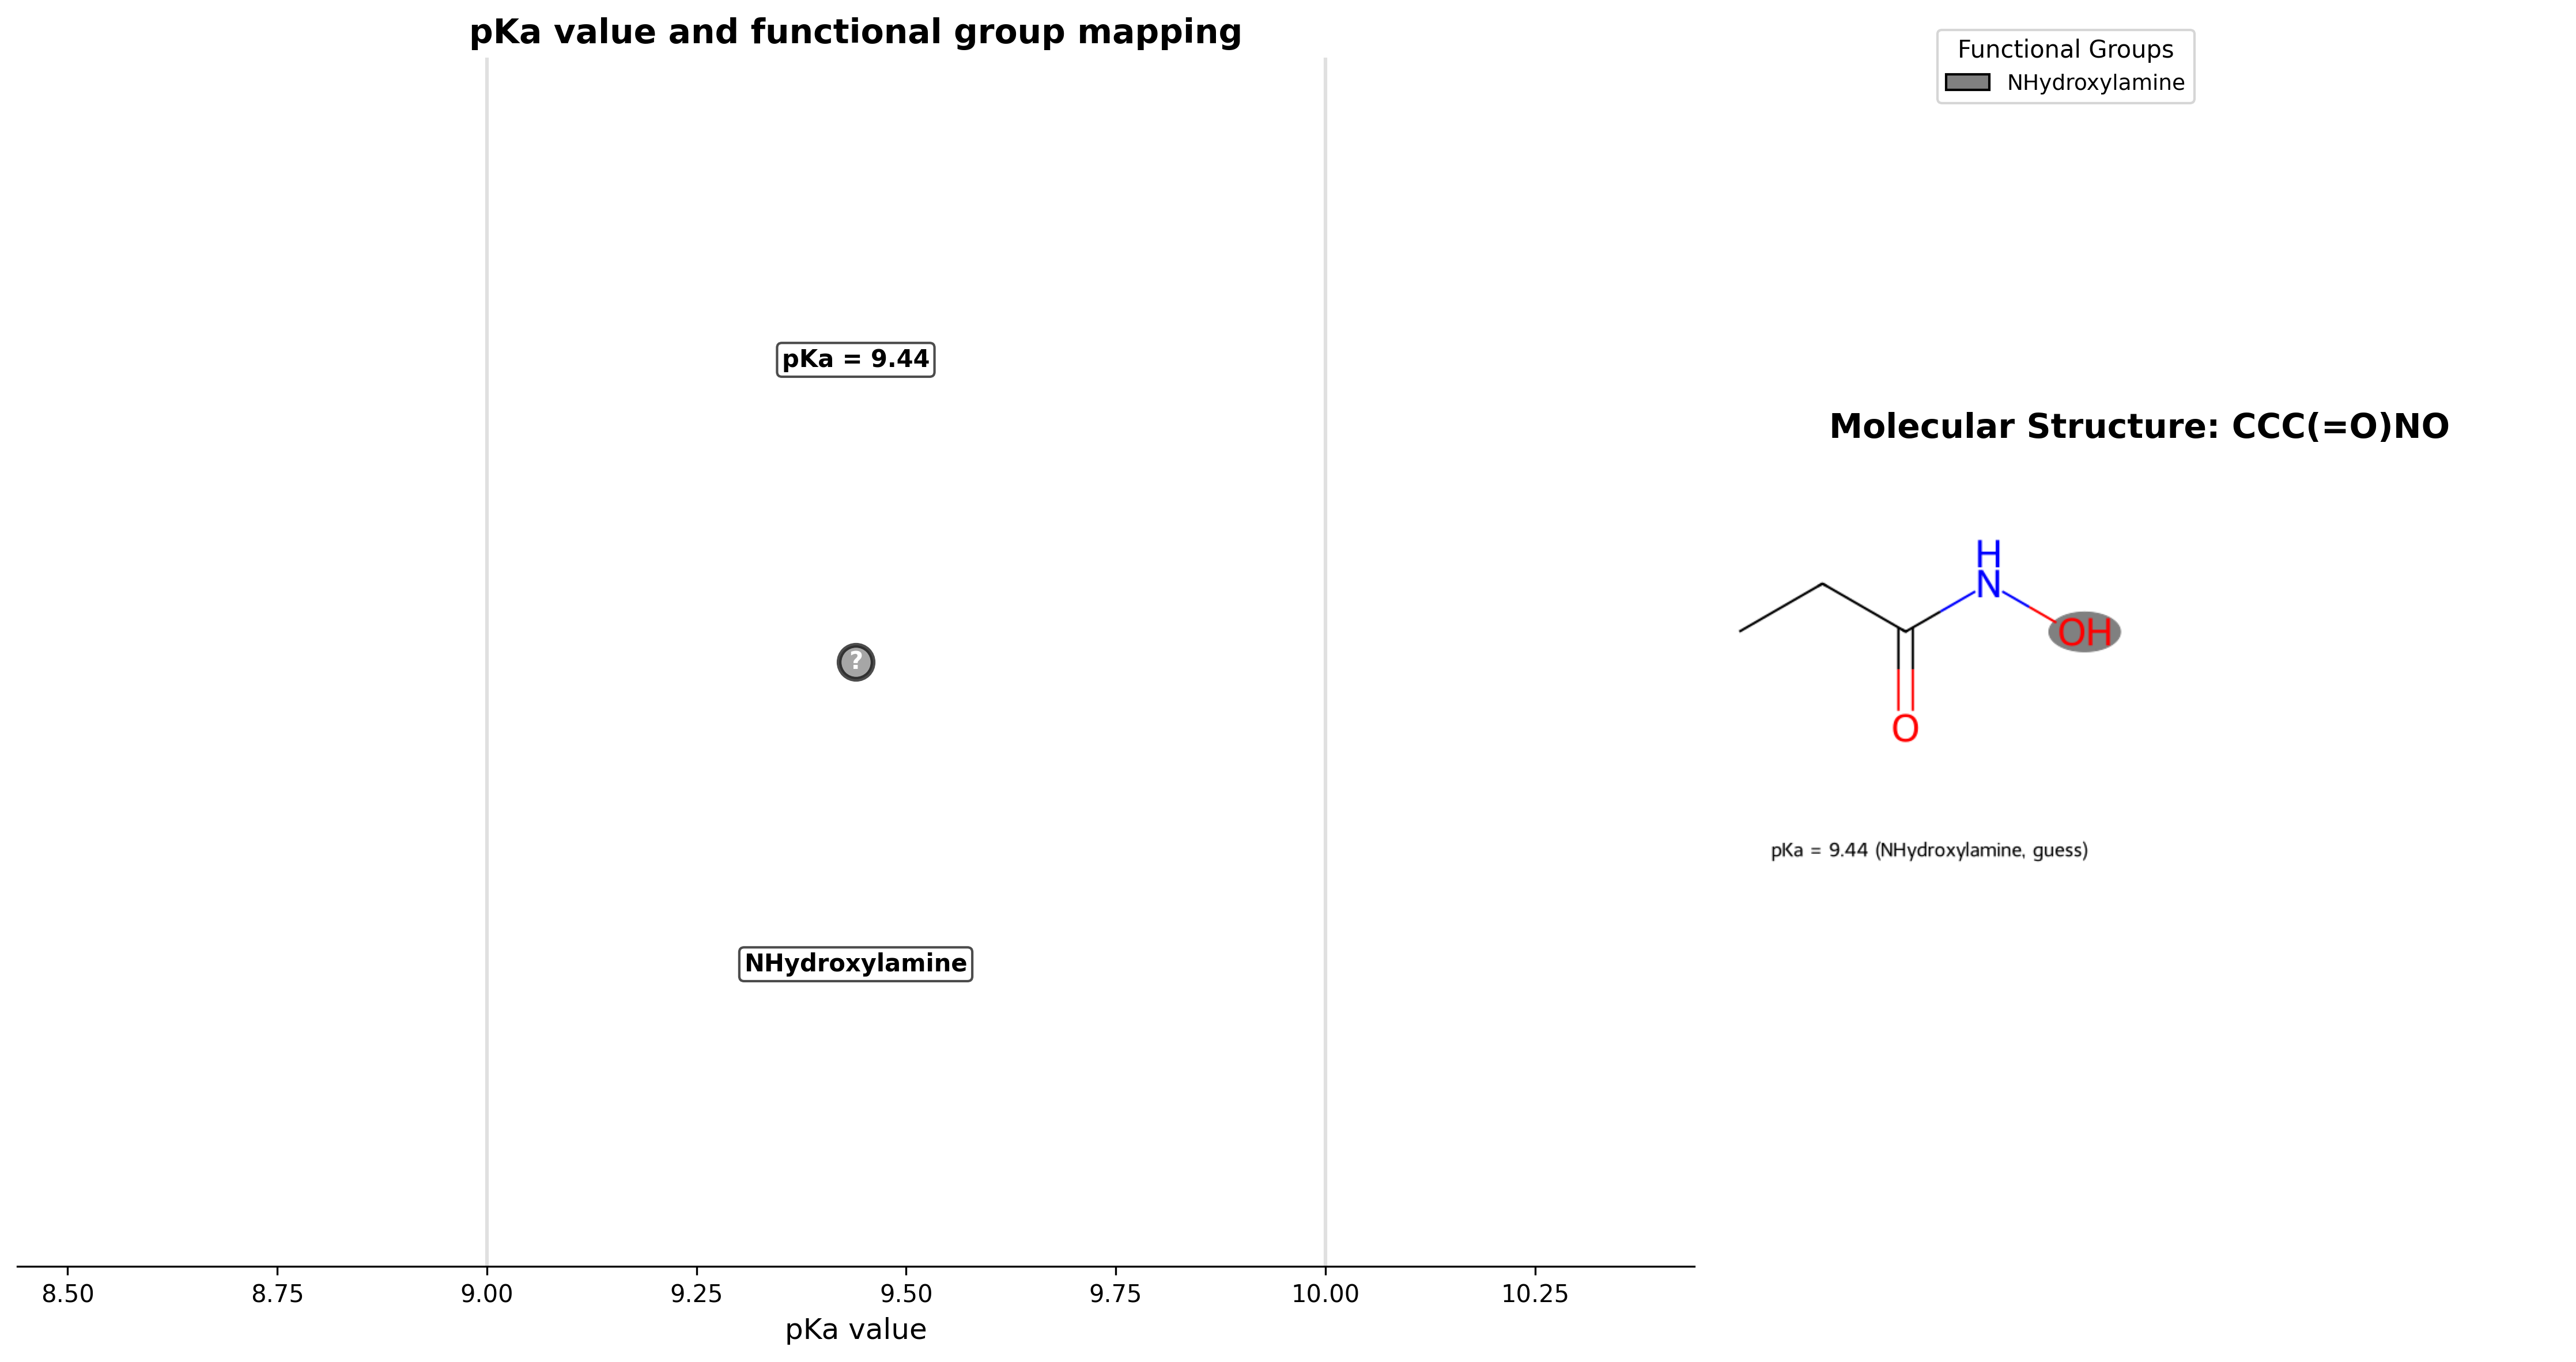 pKa value and functional group mapping
pKa = 9.44
?
NHydroxylamine
8.50 8.75 9.00 9.25 9.50 9.75 10.00 10.25
pKa value
Functional Groups
NHydroxylamine
Molecular Structure: CCC(=O)NO
H
N
OH
O
pKa = 9.44 (NHydroxylamine, guess)